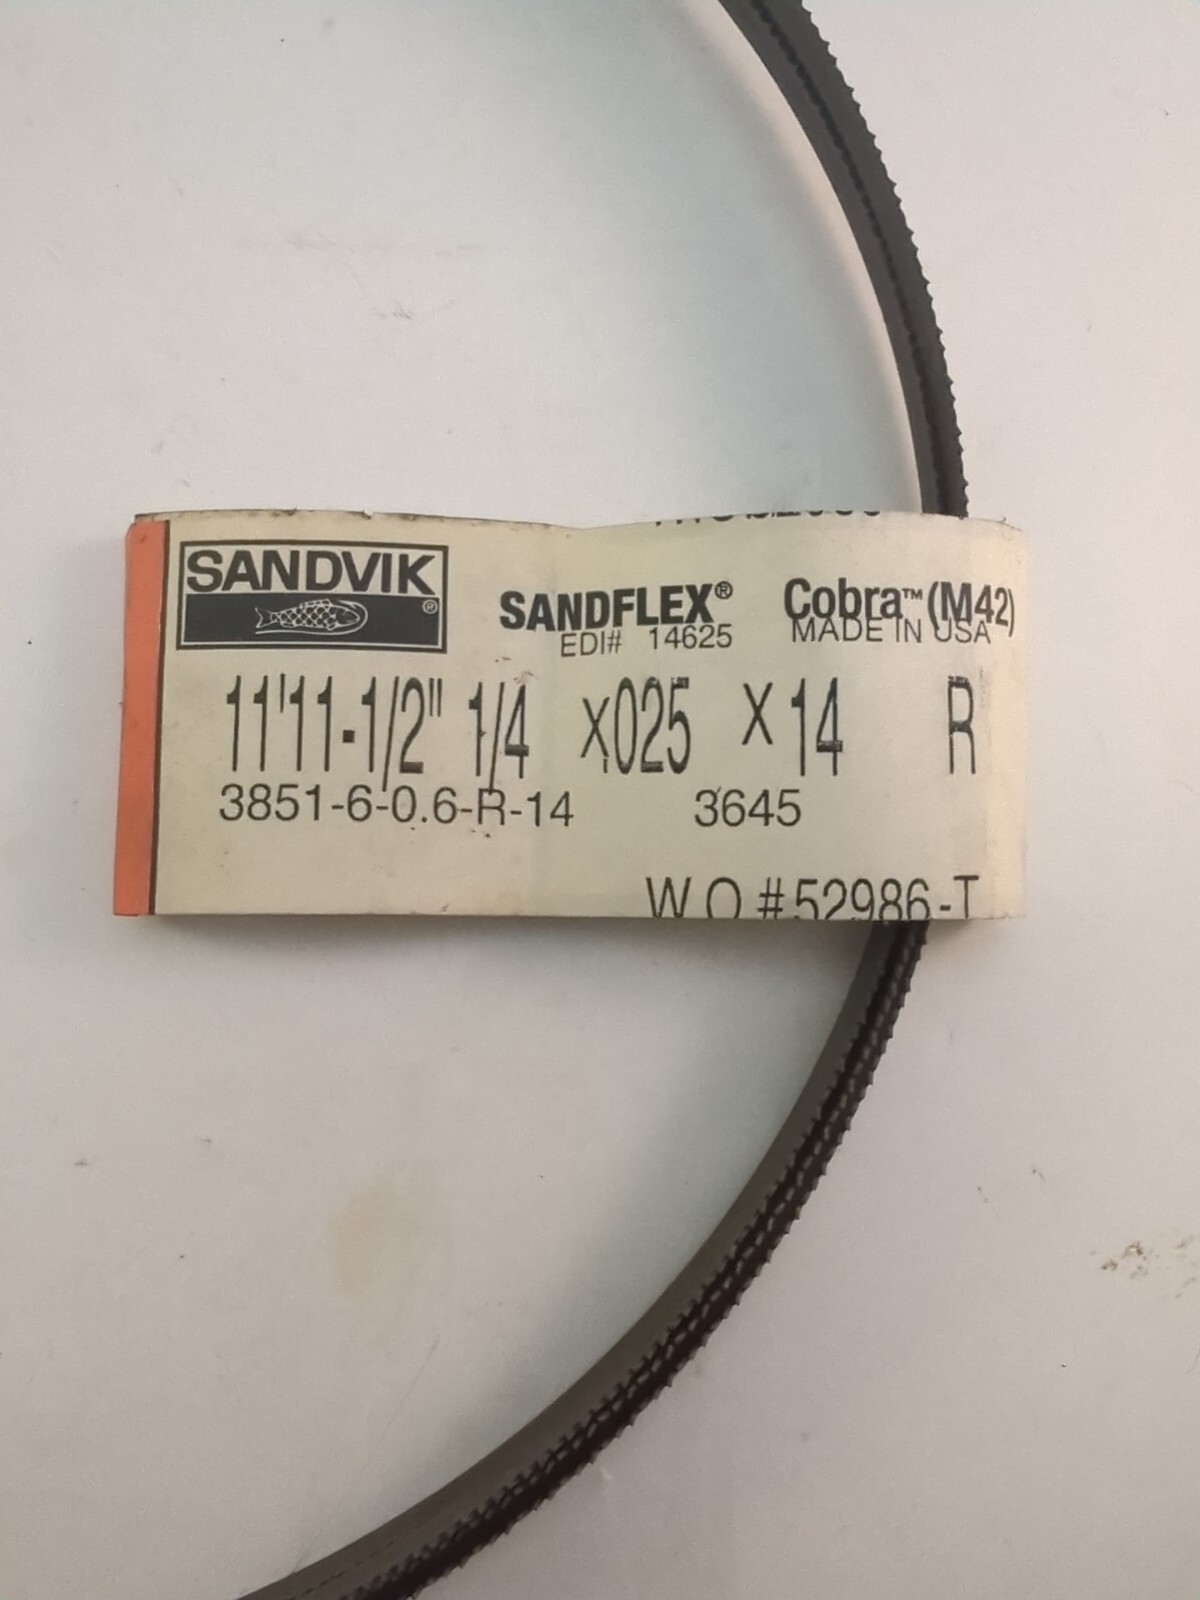 SANDVIK ®
SANDFLEX® Cobra™ (M42)
EDI# 14625 MADE IN USA
11'11-1/2" 1/4 x025 x 14 R
3851-6-0.6-R-14 3645
W O #52986-T